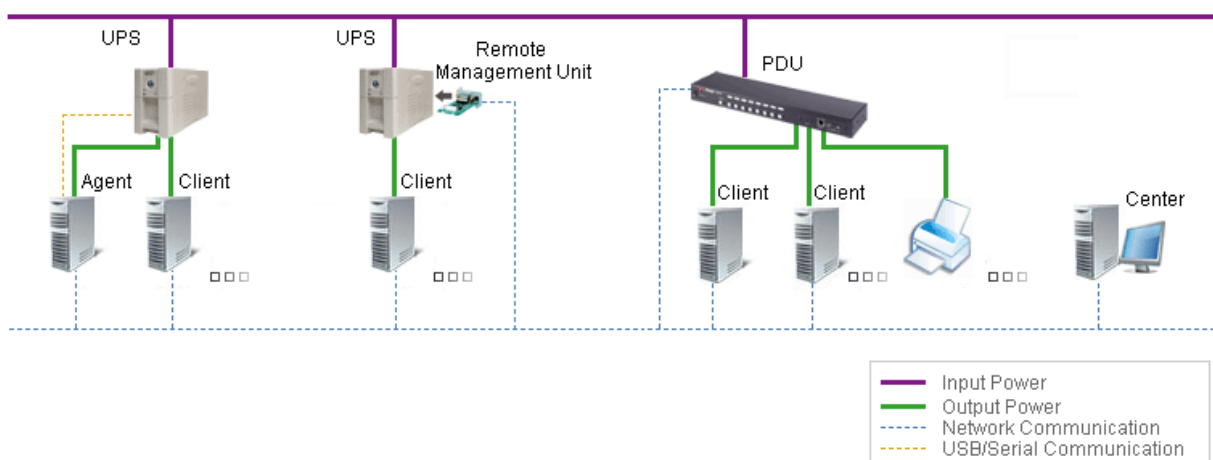 UPS
UPS
Remote
Management Unit
PDU
Agent
Client
Client
Client
Client
Center
Input Power
Output Power
Network Communication
USB/Serial Communication